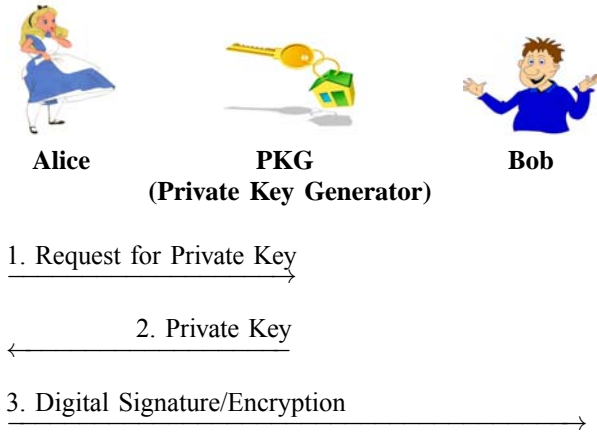 Alice PKG Bob
(Private Key Generator)
1. Request for Private Key
2. Private Key
3. Digital Signature/Encryption